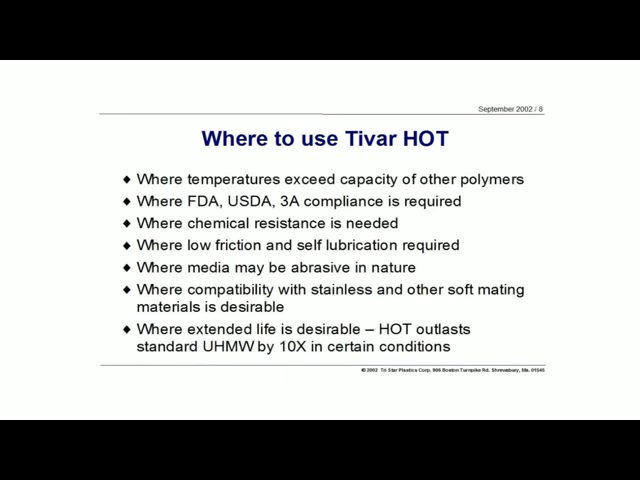 September 2002 / 8
Where to use Tivar HOT
♦ Where temperatures exceed capacity of other polymers
♦ Where FDA, USDA, 3A compliance is required
♦ Where chemical resistance is needed
♦ Where low friction and self lubrication required
♦ Where media may be abrasive in nature
♦ Where compatibility with stainless and other soft mating
materials is desirable
♦ Where extended life is desirable – HOT outlasts
standard UHMW by 10X in certain conditions
© 2002 Tri Star Plastics Corp. 906 Boston Turnpike Rd. Shrewsbury, Ma. 01545